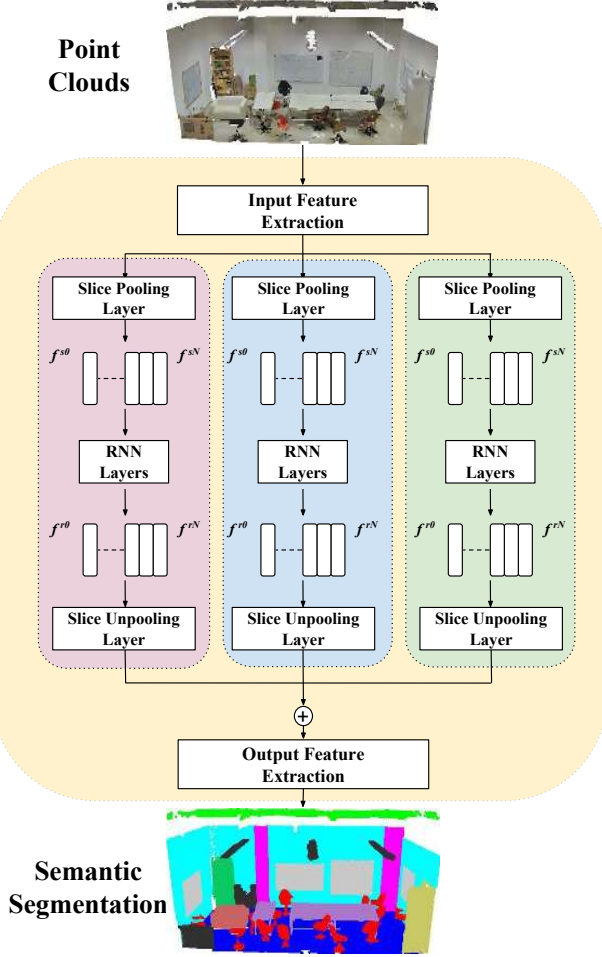 Point
Clouds
Input Feature
Extraction
Slice Pooling
Layer
Slice Pooling
Layer
Slice Pooling
Layer
f^{s0} f^{sN}
f^{s0} f^{sN}
f^{s0} f^{sN}
RNN
Layers
RNN
Layers
RNN
Layers
f^{r0} f^{rN}
f^{r0} f^{rN}
f^{r0} f^{rN}
Slice Unpooling
Layer
Slice Unpooling
Layer
Slice Unpooling
Layer
+
Output Feature
Extraction
Semantic
Segmentation